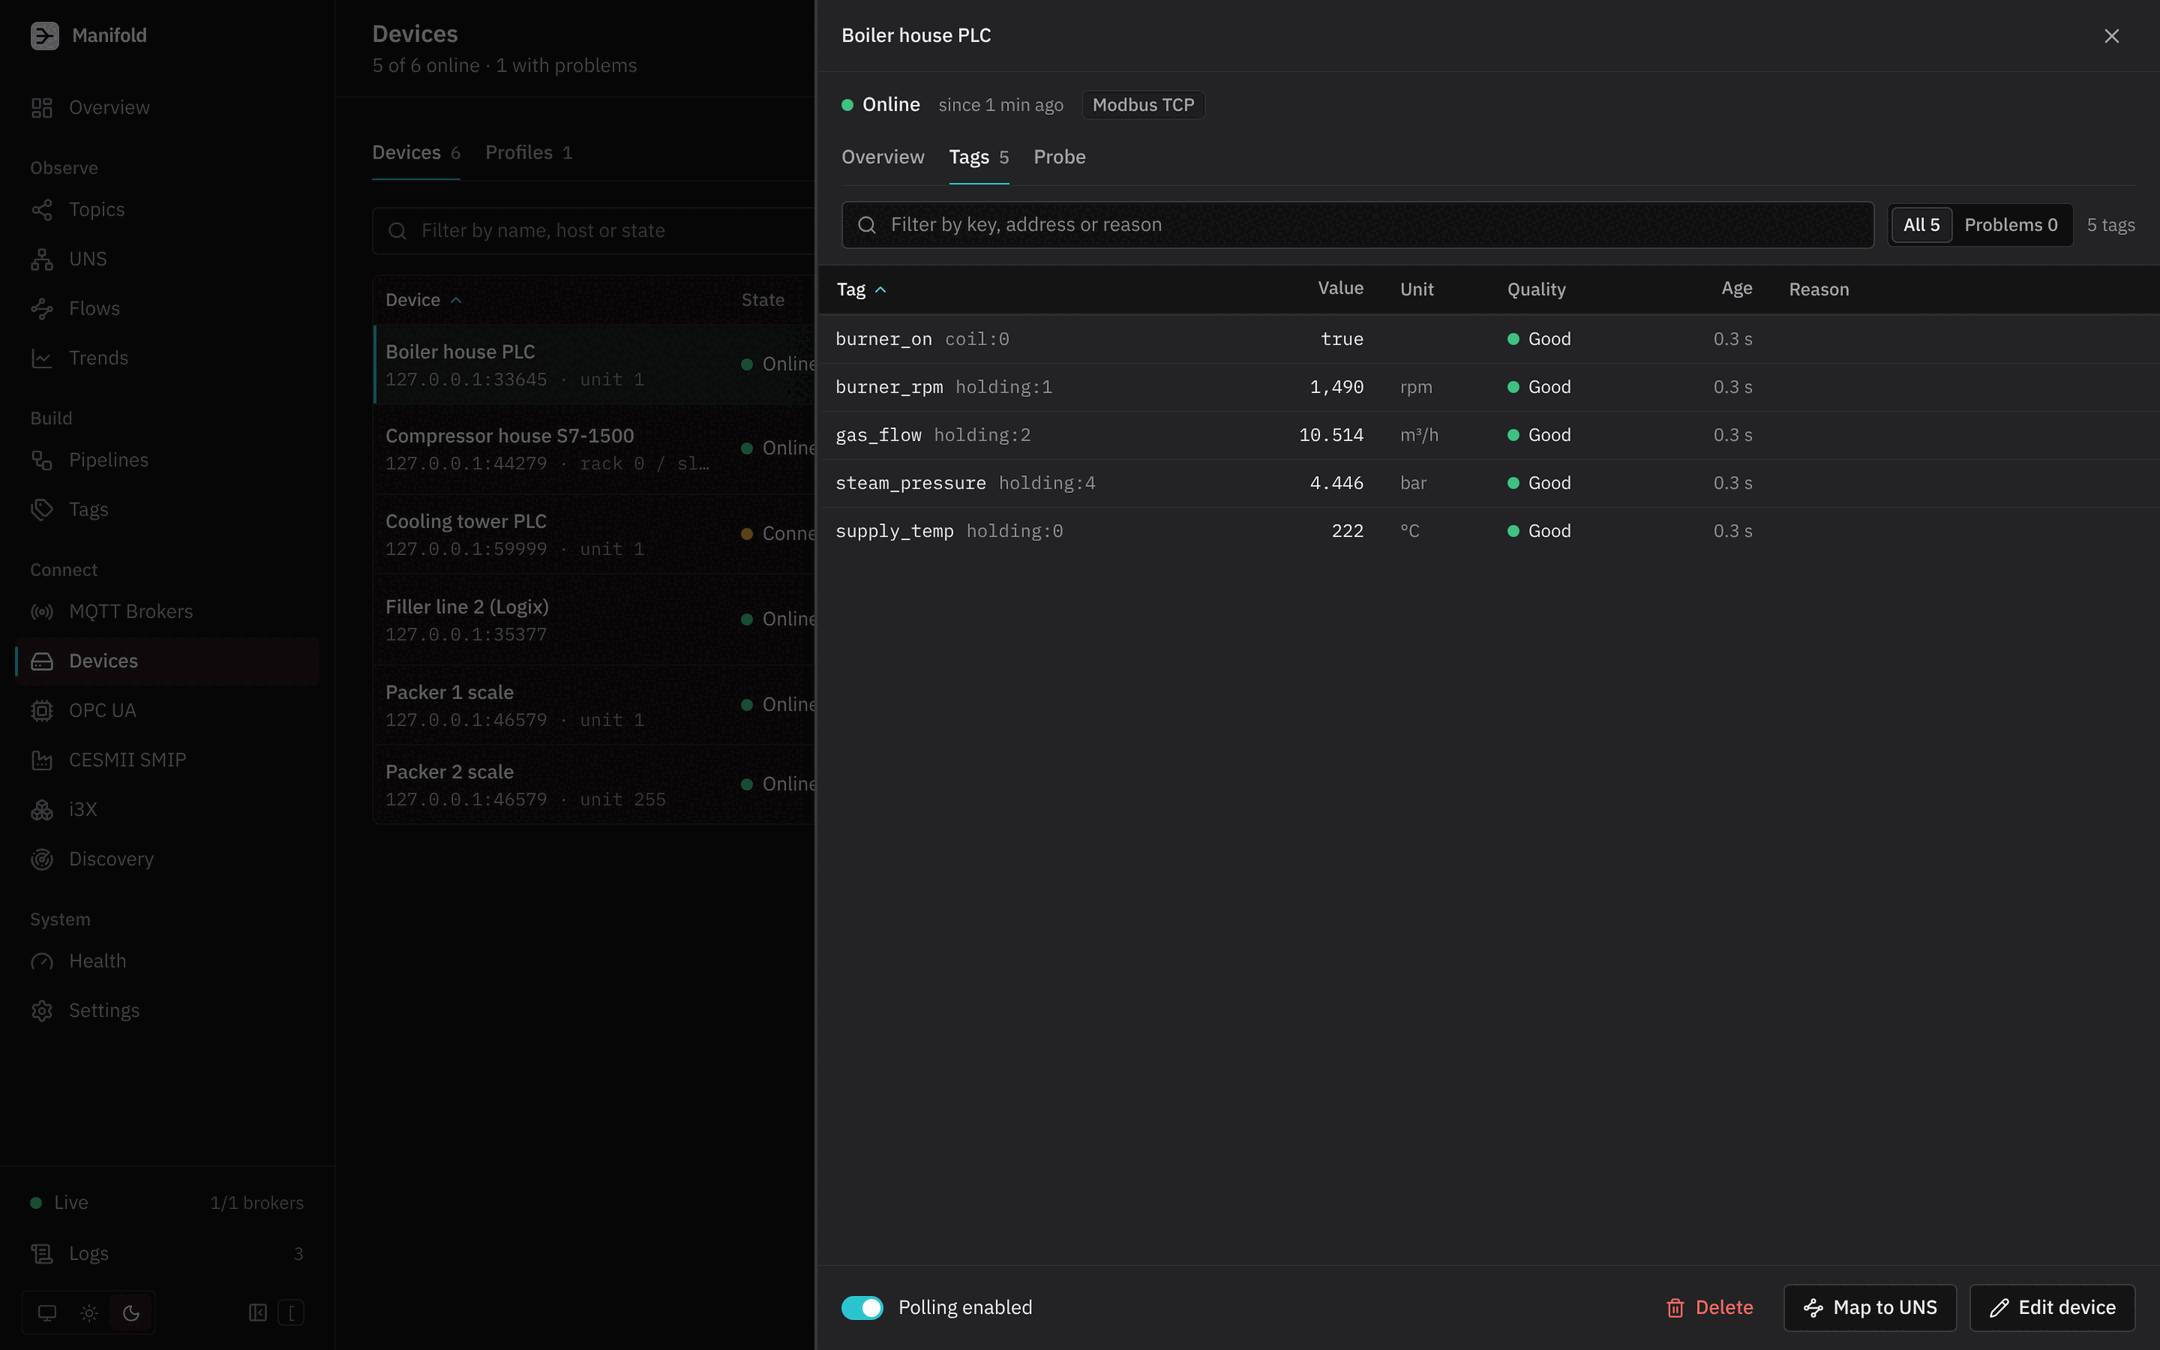 Manifold
Overview
Observe
Topics
UNS
Flows
Trends
Build
Pipelines
Tags
Connect
MQTT Brokers
Devices
OPC UA
CESMII SMIP
i3X
Discovery
System
Health
Settings
Live 1/1 brokers
Logs 3
[
Devices
5 of 6 online · 1 with problems
Devices 6 Profiles 1
Filter by name, host or state
Device State
Boiler house PLC
127.0.0.1:33645 · unit 1
Online
Compressor house S7-1500
127.0.0.1:44279 · rack 0 / sl…
Online
Cooling tower PLC
127.0.0.1:59999 · unit 1
Conne
Filler line 2 (Logix)
127.0.0.1:35377
Online
Packer 1 scale
127.0.0.1:46579 · unit 1
Online
Packer 2 scale
127.0.0.1:46579 · unit 255
Online
Boiler house PLC
Online since 1 min ago Modbus TCP
Overview Tags 5 Probe
Filter by key, address or reason
All 5 Problems 0 5 tags
Tag Value Unit Quality Age Reason
burner_on coil:0 true Good 0.3 s
burner_rpm holding:1 1,490 rpm Good 0.3 s
gas_flow holding:2 10.514 m³/h Good 0.3 s
steam_pressure holding:4 4.446 bar Good 0.3 s
supply_temp holding:0 222 °C Good 0.3 s
Polling enabled
Delete
Map to UNS
Edit device